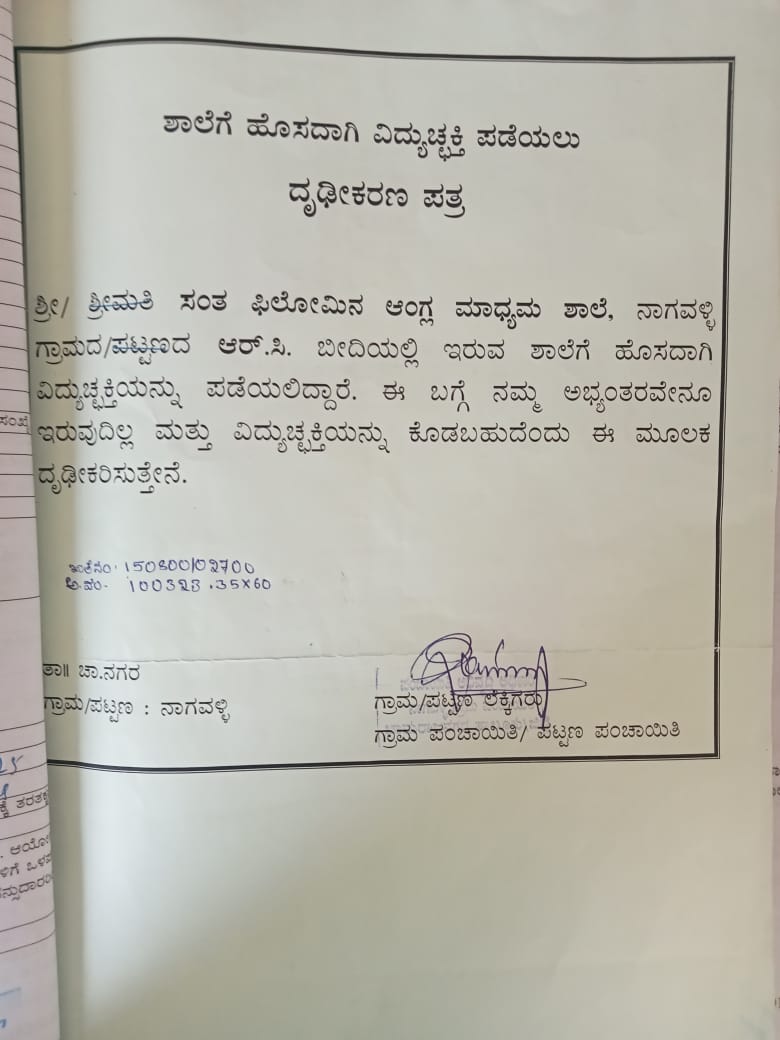 ಶಾಲೆಗೆ ಹೊಸದಾಗಿ ವಿದ್ಯುಚ್ಛಕ್ತಿ ಪಡೆಯಲು
ದೃಢೀಕರಣ ಪತ್ರ
ಶ್ರೀ/ ಶ್ರೀಮತಿ ಸಂತ ಫಿಲೋಮಿನ ಆಂಗ್ಲ ಮಾಧ್ಯಮ ಶಾಲೆ, ನಾಗವಳ್ಳಿ
ಗ್ರಾಮದ/ಪಟ್ಟಣದ ಆರ್.ಸಿ. ಬೀದಿಯಲ್ಲಿ ಇರುವ ಶಾಲೆಗೆ ಹೊಸದಾಗಿ
ವಿದ್ಯುಚ್ಛಕ್ತಿಯನ್ನು ಪಡೆಯಲಿದ್ದಾರೆ. ಈ ಬಗ್ಗೆ ನಮ್ಮ ಅಭ್ಯಂತರವೇನೂ
ಇರುವುದಿಲ್ಲ ಮತ್ತು ವಿದ್ಯುಚ್ಛಕ್ತಿಯನ್ನು ಕೊಡಬಹುದೆಂದು ಈ ಮೂಲಕ
ದೃಢೀಕರಿಸುತ್ತೇನೆ.
100323.35×60
ತಾ॥ ಚಾ.ನಗರ
ಗ್ರಾಮ/ಪಟ್ಟಣ : ನಾಗವಳ್ಳಿ
ಗ್ರಾಮ/ಪಟ್ಟಣ ಲೆಕ್ಕಿಗರು
ಗ್ರಾಮ ಪಂಚಾಯಿತಿ/ ಪಟ್ಟಣ ಪಂಚಾಯಿತಿ